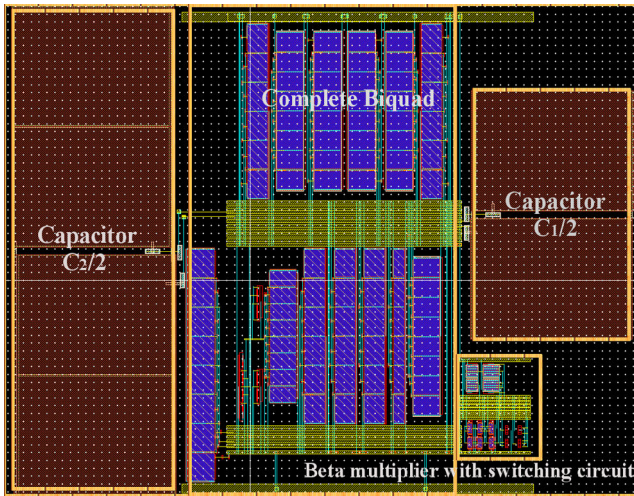 Complete Biquad
Capacitor
C₂/2
Capacitor
C₁/2
Beta multiplier with switching circuit